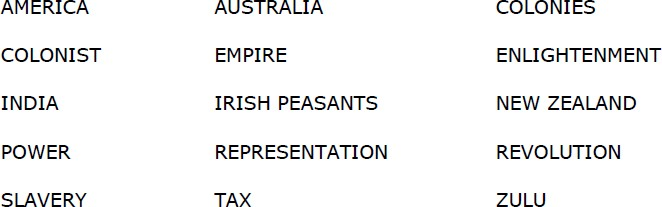 AMERICA AUSTRALIA COLONIES
COLONIST EMPIRE ENLIGHTENMENT
INDIA IRISH PEASANTS NEW ZEALAND
POWER REPRESENTATION REVOLUTION
SLAVERY TAX ZULU